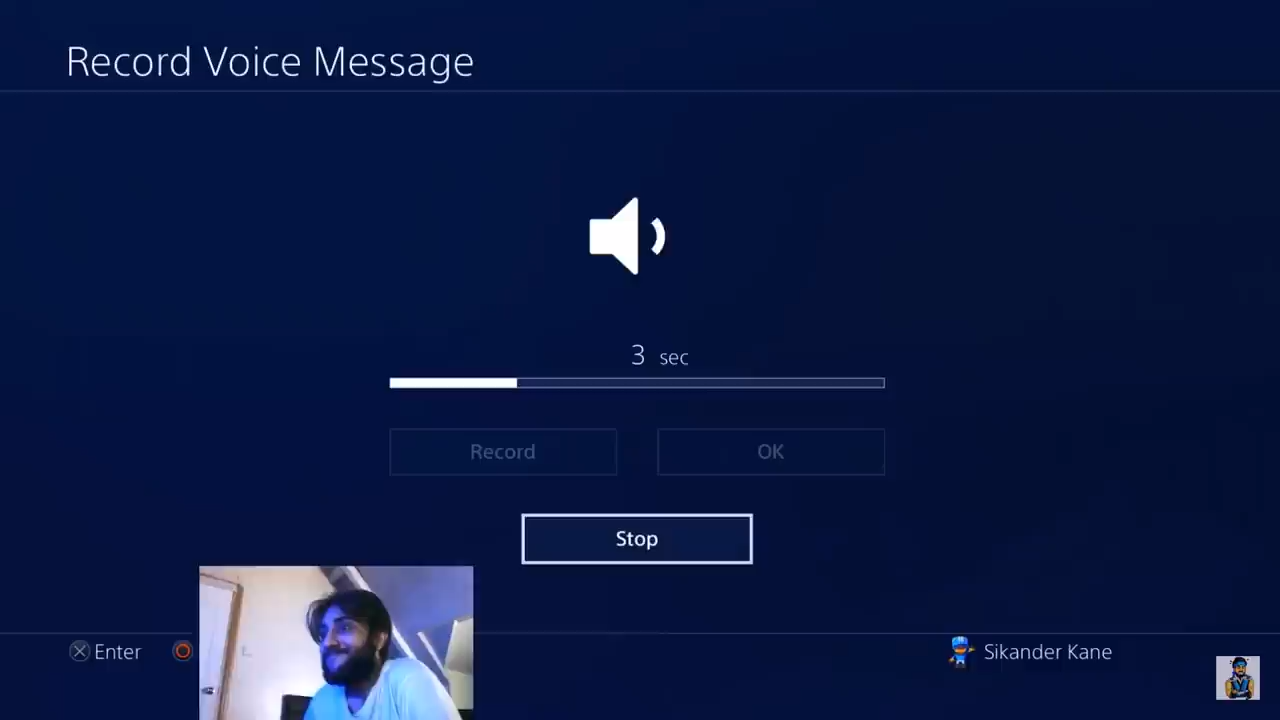 Record Voice Message
3 sec
Record
OK
Stop
Enter
Sikander Kane